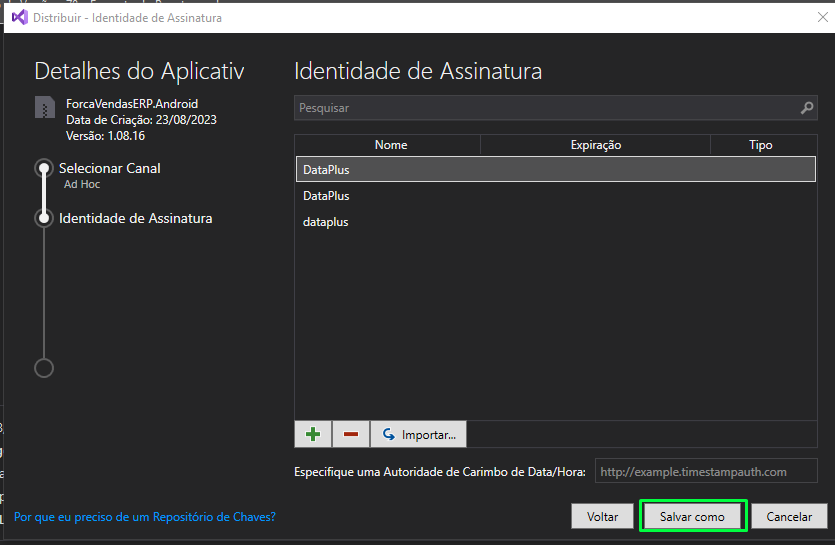 Distribuir - Identidade de Assinatura
Detalhes do Aplicativ
ForcaVendasERP.Android
Data de Criação: 23/08/2023
Versão: 1.08.16
Selecionar Canal
Ad Hoc
Identidade de Assinatura
Identidade de Assinatura
Pesquisar
Nome Expiração Tipo
DataPlus
DataPlus
dataplus
Importar...
Especifique uma Autoridade de Carimbo de Data/Hora: http://example.timestampauth.com
Por que eu preciso de um Repositório de Chaves?
Voltar Salvar como Cancelar